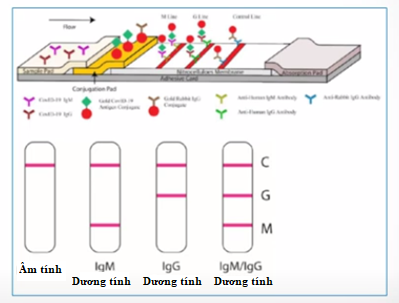 Flow
M Line
G Line
Control Line
Sample Pad
Nitrocellulose Membrane
Absorption Pad
Adhesive Card
Conjugation Pad
CoviD-19 IgM
Gold Covid-19
Antigen Conjugate
Gold-Rabbit IgG
Conjugate
Anti-Human IgM Antibody
Anti-Rabbit IgG Antibody
CoviD-19 IgG
Anti-Human IgG Antibody
C
G
M
Âm tính
IgM
Dương tính
IgG
Dương tính
IgM/IgG
Dương tính